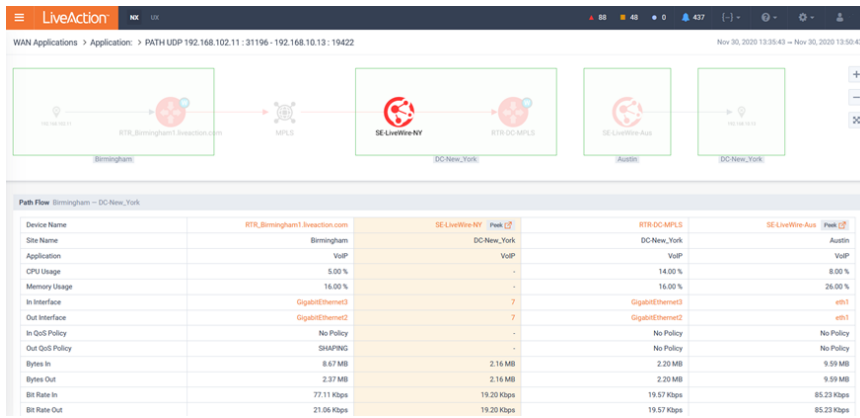 LiveAction NX UX 88 48 0 437
WAN Applications > Application: > PATH UDP 192.168.102.11 : 31196 - 192.168.10.13 : 19422 Nov 30, 2020 13:35:43 – Nov 30, 2020 13:50:43
RTR_Birmingham1.liveaction.com MPLS SE-LiveWire-NY RTR-DC-MPLS SE-LiveWire-Aus
Birmingham DC-New_York Austin DC-New_York
Path Flow Birmingham – DC-New_York
Device Name RTR_Birmingham1.liveaction.com SE-LiveWire-NY Peek RTR-DC-MPLS SE-LiveWire-Aus Peek
Site Name Birmingham DC-New_York DC-New_York Austin
Application VoIP VoIP VoIP VoIP
CPU Usage 5.00 % - 14.00 % 8.00 %
Memory Usage 16.00 % - 16.00 % 26.00 %
In Interface GigabitEthernet3 7 GigabitEthernet3 eth1
Out Interface GigabitEthernet2 7 GigabitEthernet2 eth1
In QoS Policy No Policy - No Policy No Policy
Out QoS Policy SHAPING - No Policy No Policy
Bytes In 8.67 MB 2.16 MB 2.20 MB 9.59 MB
Bytes Out 2.37 MB 2.16 MB 2.20 MB 9.59 MB
Bit Rate In 77.11 Kbps 19.20 Kbps 19.57 Kbps 85.23 Kbps
Bit Rate Out 21.06 Kbps 19.20 Kbps 19.57 Kbps 85.23 Kbps